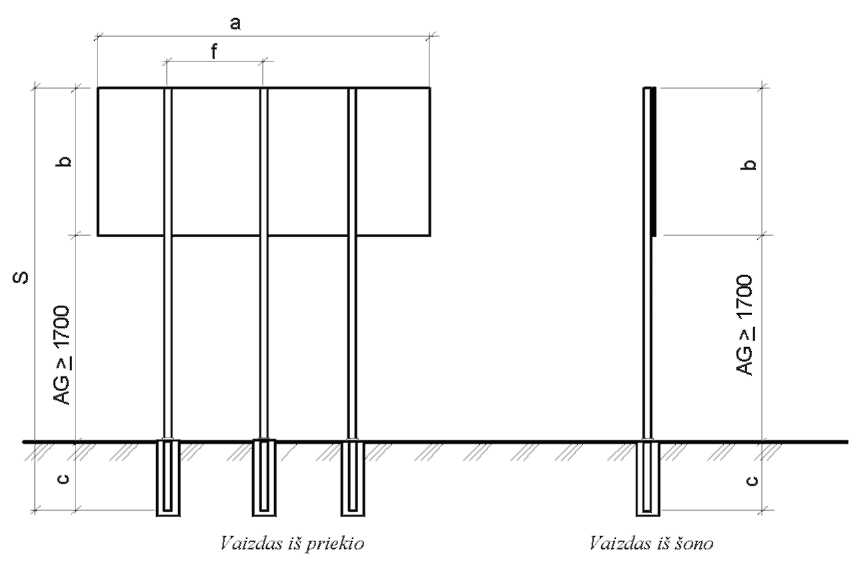 a
f
b
b
S
AG ≥ 1700
AG ≥ 1700
c
c
Vaizdas iš priekio
Vaizdas iš šono